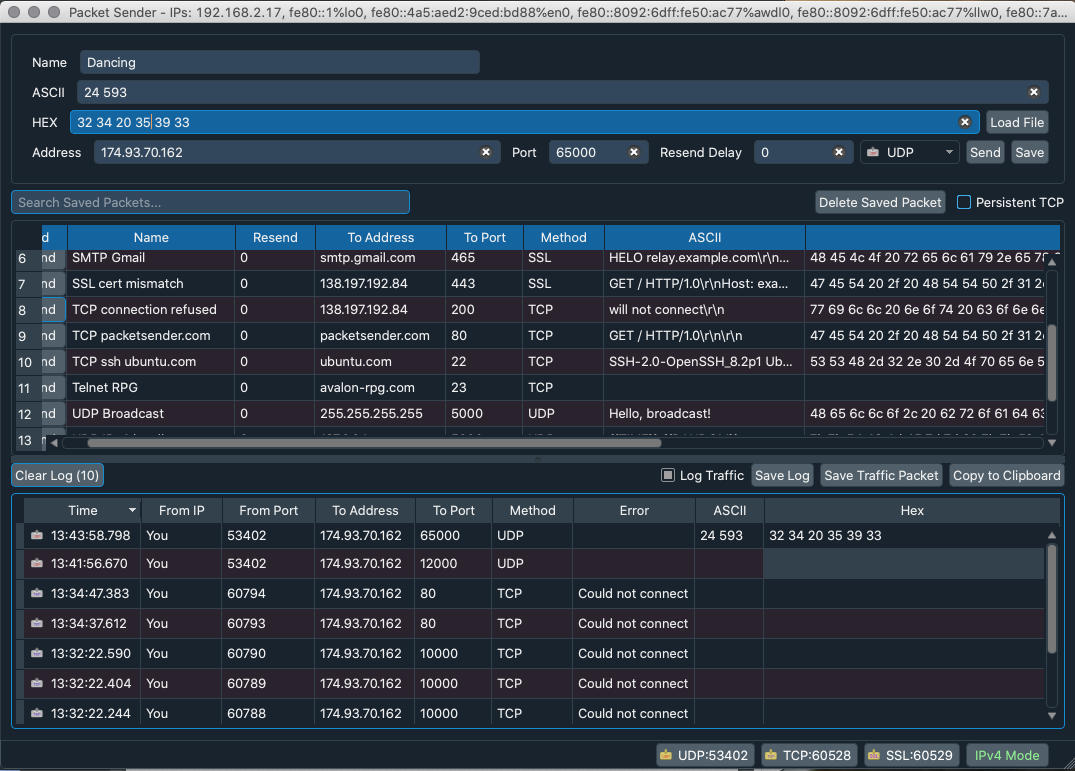 Packet Sender - IPs: 192.168.2.17, fe80::1%lo0, fe80::4a5:aed2:9ced:bd88%en0, fe80::8092:6dff:fe50:ac77%awdl0, fe80::8092:6dff:fe50:ac77%llw0, fe80::7a...
Name Dancing
ASCII 24 593
HEX 32 34 20 35 39 33 Load File
Address 174.93.70.162 Port 65000 Resend Delay 0 UDP Send Save
Search Saved Packets... Delete Saved Packet Persistent TCP
d Name Resend To Address To Port Method ASCII
6 nd SMTP Gmail 0 smtp.gmail.com 465 SSL HELO relay.example.com\r\n... 48 45 4c 4f 20 72 65 6c 61 79 2e 65 78
7 nd SSL cert mismatch 0 138.197.192.84 443 SSL GET / HTTP/1.0\r\nHost: exa... 47 45 54 20 2f 20 48 54 54 50 2f 31 2e
8 nd TCP connection refused 0 138.197.192.84 200 TCP will not connect\r\n 77 69 6c 6c 20 6e 6f 74 20 63 6f 6e 6e
9 nd TCP packetsender.com 0 packetsender.com 80 TCP GET / HTTP/1.0\r\n\r\n 47 45 54 20 2f 20 48 54 54 50 2f 31 2e
10 nd TCP ssh ubuntu.com 0 ubuntu.com 22 TCP SSH-2.0-OpenSSH_8.2p1 Ub... 53 53 48 2d 32 2e 30 2d 4f 70 65 6e 5
11 nd Telnet RPG 0 avalon-rpg.com 23 TCP
12 nd UDP Broadcast 0 255.255.255.255 5000 UDP Hello, broadcast! 48 65 6c 6c 6f 2c 20 62 72 6f 61 64 63
13
Clear Log (10) Log Traffic Save Log Save Traffic Packet Copy to Clipboard
Time From IP From Port To Address To Port Method Error ASCII Hex
13:43:58.798 You 53402 174.93.70.162 65000 UDP 24 593 32 34 20 35 39 33
13:41:56.670 You 53402 174.93.70.162 12000 UDP
13:34:47.383 You 60794 174.93.70.162 80 TCP Could not connect
13:34:37.612 You 60793 174.93.70.162 80 TCP Could not connect
13:32:22.590 You 60790 174.93.70.162 10000 TCP Could not connect
13:32:22.404 You 60789 174.93.70.162 10000 TCP Could not connect
13:32:22.244 You 60788 174.93.70.162 10000 TCP Could not connect
UDP:53402 TCP:60528 SSL:60529 IPv4 Mode